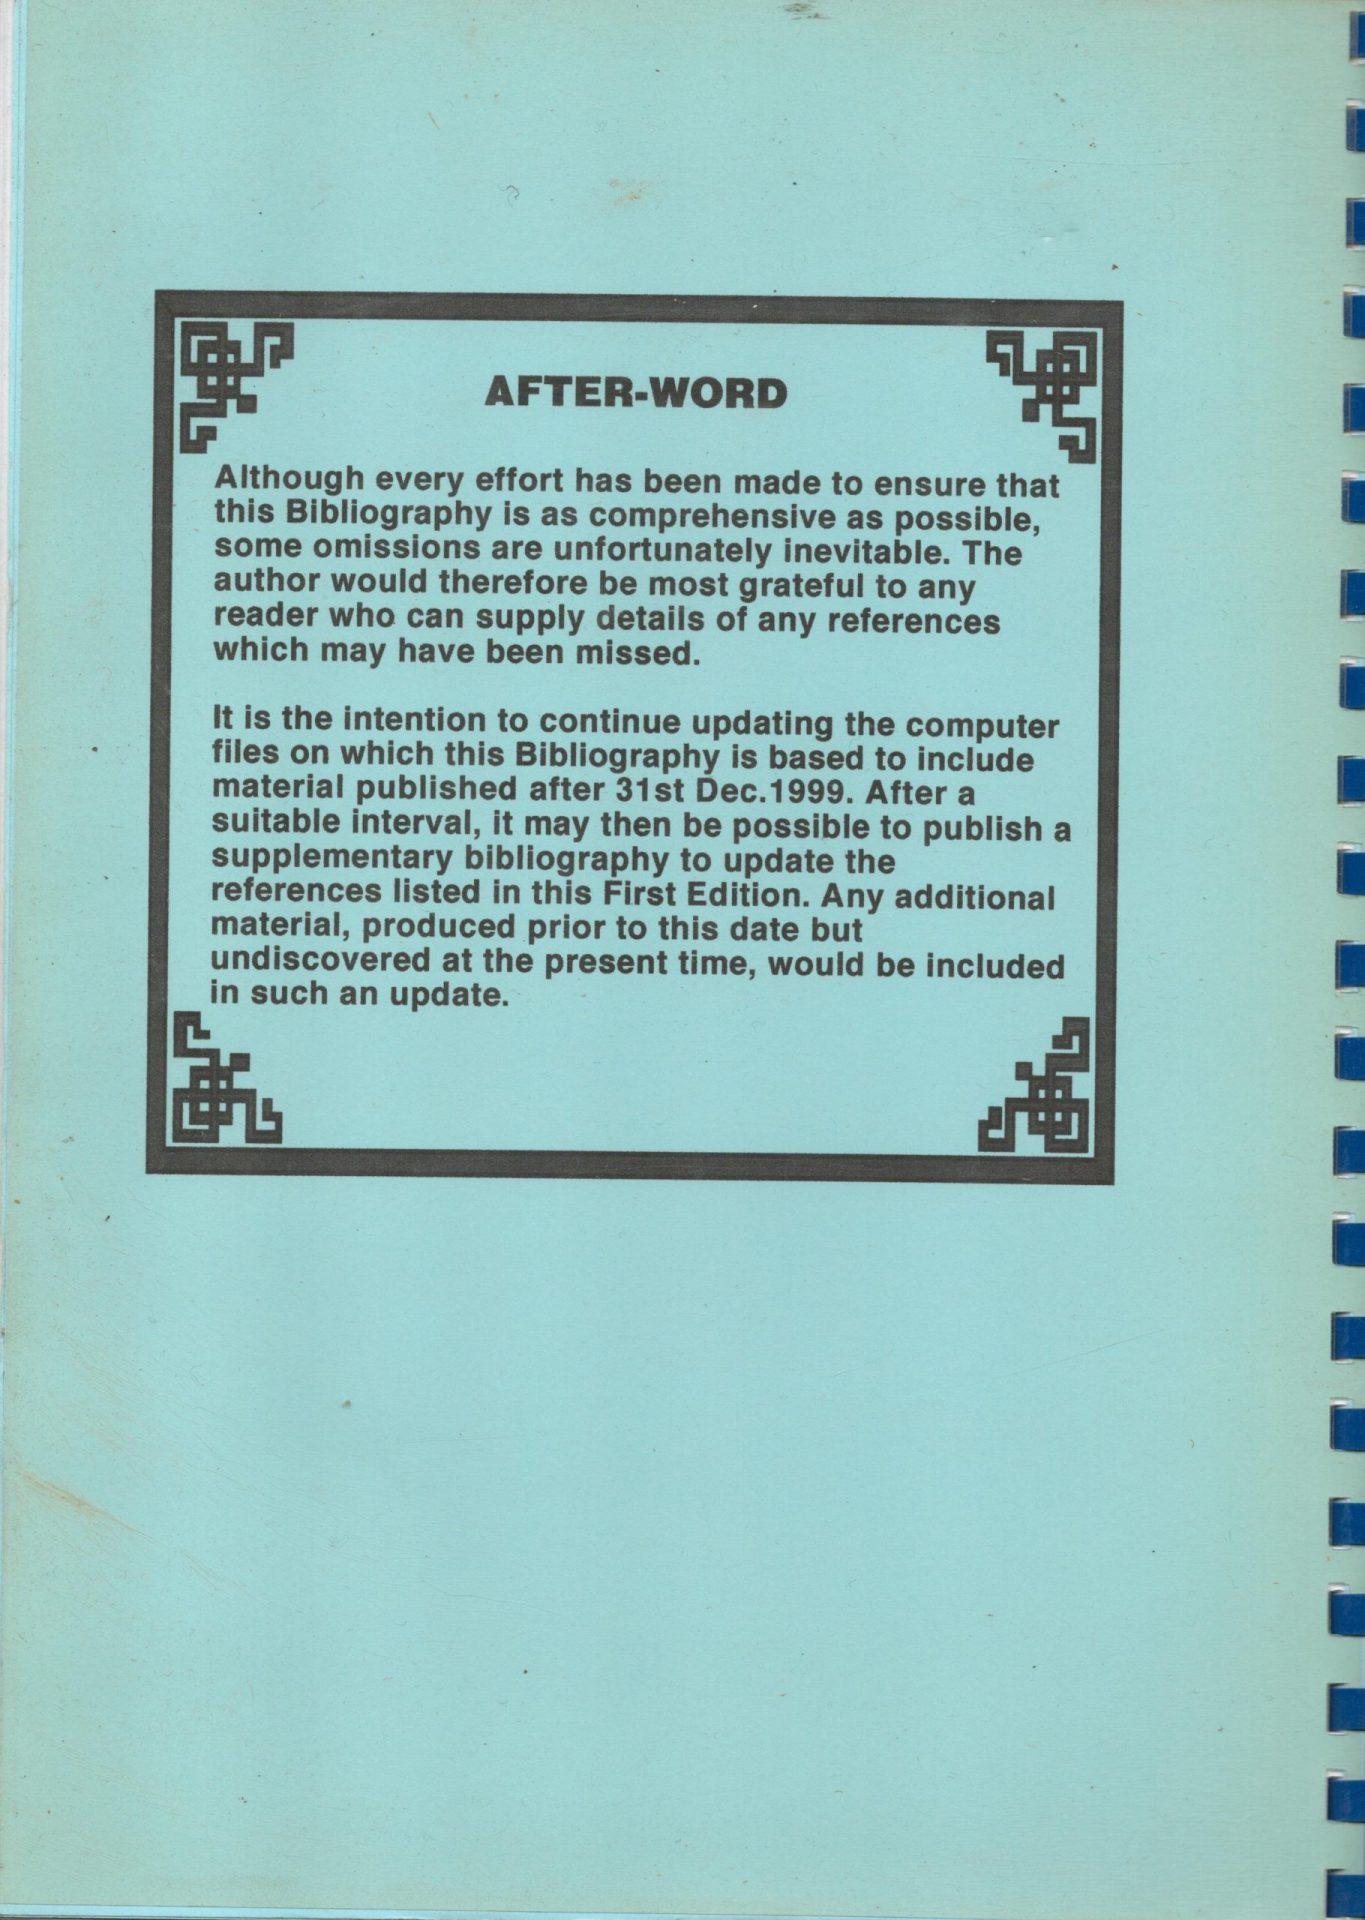 AFTER-WORD
Although every effort has been made to ensure that
this Bibliography is as comprehensive as possible,
some omissions are unfortunately inevitable. The
author would therefore be most grateful to any
reader who can supply details of any references
which may have been missed.
It is the intention to continue updating the computer
files on which this Bibliography is based to include
material published after 31st Dec.1999. After a
suitable interval, it may then be possible to publish a
supplementary bibliography to update the
references listed in this First Edition. Any additional
material, produced prior to this date but
undiscovered at the present time, would be included
in such an update.